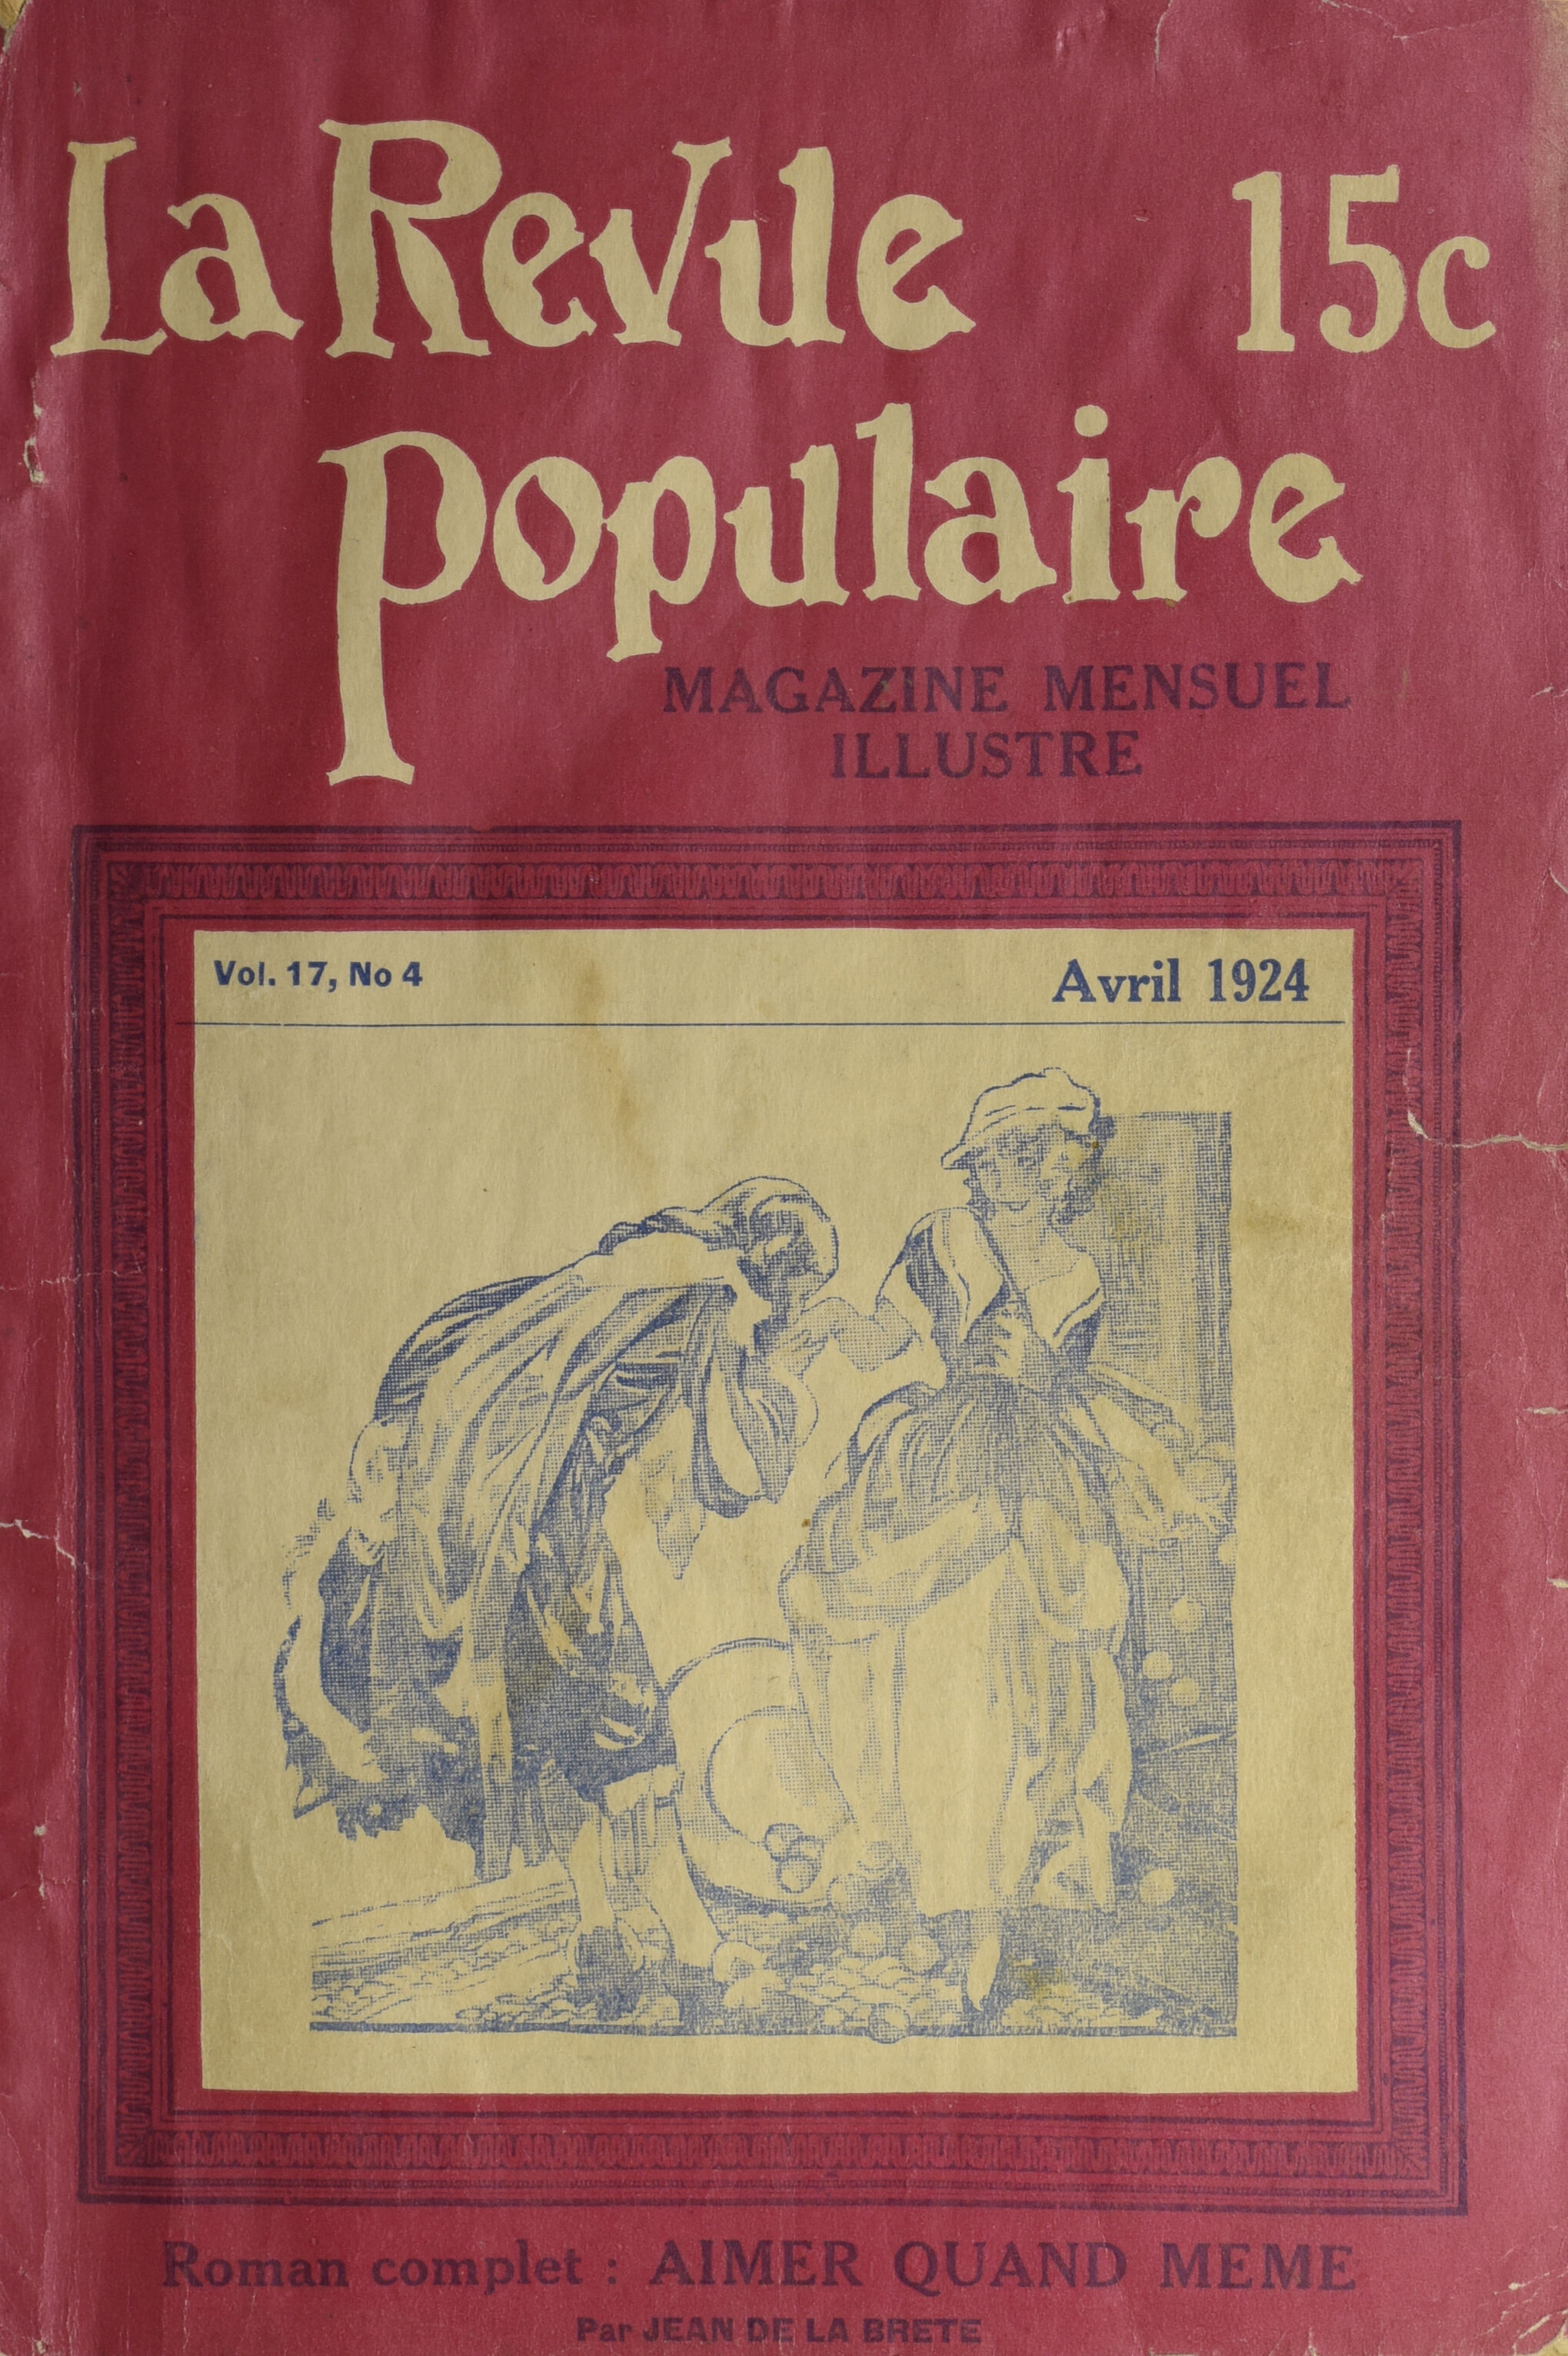 La Revue 15c
Populaire
MAGAZINE MENSUEL
ILLUSTRE
Vol. 17, No 4 Avril 1924
Roman complet : AIMER QUAND MEME
Par JEAN DE LA BRETE